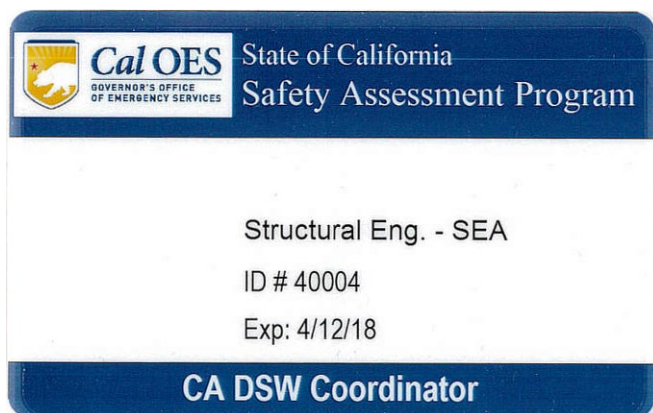 Cal OES
GOVERNOR'S OFFICE
OF EMERGENCY SERVICES
State of California
Safety Assessment Program
Structural Eng. - SEA
ID # 40004
Exp: 4/12/18
CA DSW Coordinator